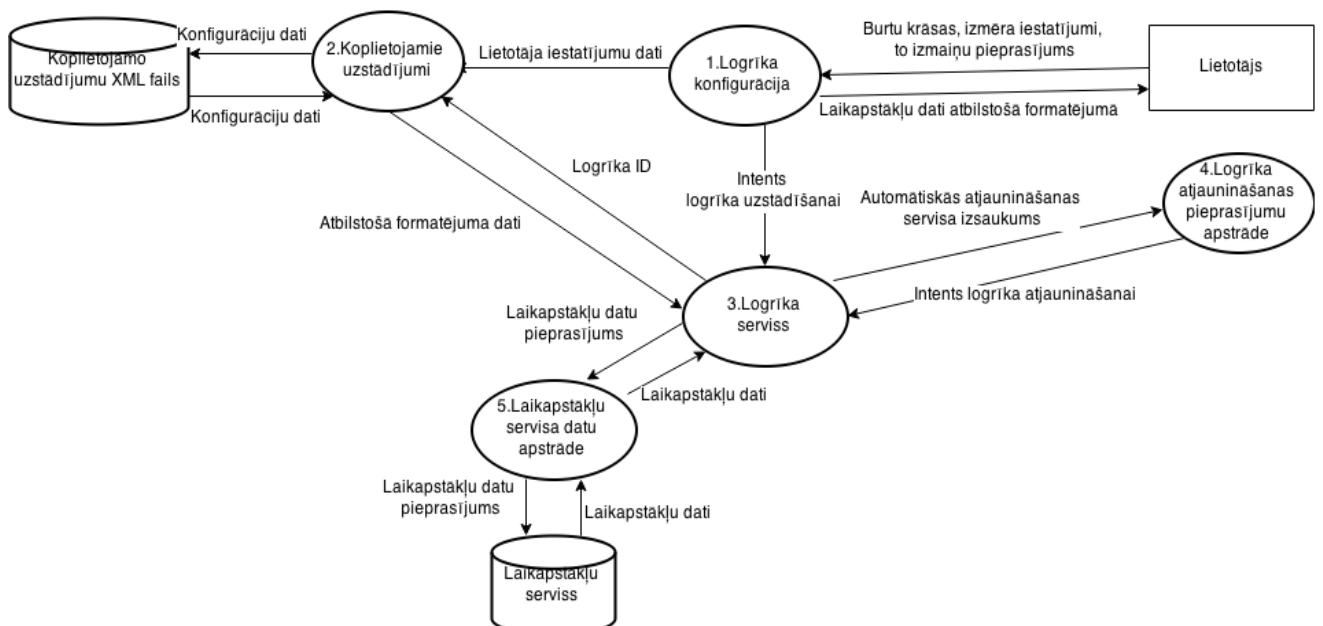 Konfigurāciju dati
Koplietojamo
uzstādījumu XML fails
Konfigurāciju dati
2.Koplietojamie
uzstādījumi
Lietotāja iestatījumu dati
1.Logrīka
konfigurācija
Burtu krāsas, izmēra iestatījumi,
to izmaiņu pieprasījums
Lietotājs
Laikapstākļu dati atbilstošā formatējumā
Logrīka ID
Intents
logrīka uzstādīšanai
Automātiskās atjaunināšanas
servisa izsaukums
4.Logrīka
atjaunināšanas
pieprasījumu
apstrāde
Atbilstošā formatējuma dati
3.Logrīka
serviss
Intents logrīka atjaunināšanai
Laikapstākļu datu
pieprasījums
Laikapstākļu dati
5.Laikapstākļu
servisa datu
apstrāde
Laikapstākļu datu
pieprasījums
Laikapstākļu dati
Laikapstākļu
serviss